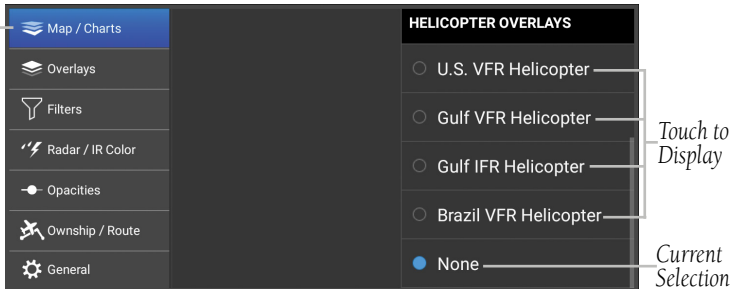 Map / Charts
Overlays
Filters
Radar / IR Color
Opacities
Ownship / Route
General
HELICOPTER OVERLAYS
U.S. VFR Helicopter
Gulf VFR Helicopter
Gulf IFR Helicopter
Brazil VFR Helicopter
None
Touch to
Display
Current
Selection